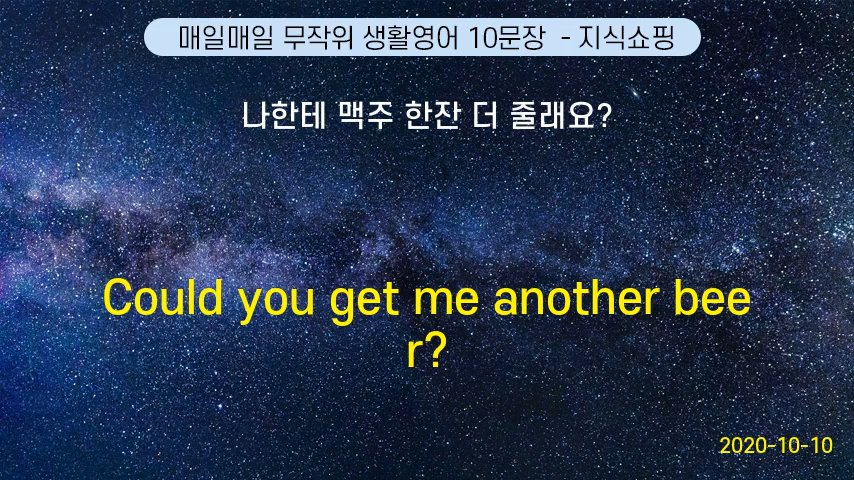 매일매일 무작위 생활영어 10문장 - 지식쇼핑
나한테 맥주 한잔 더 줄래요?
Could you get me another bee
r?
2020-10-10